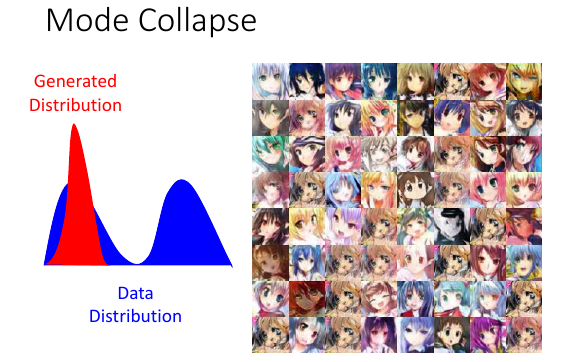 Mode Collapse
Generated
Distribution
Data
Distribution